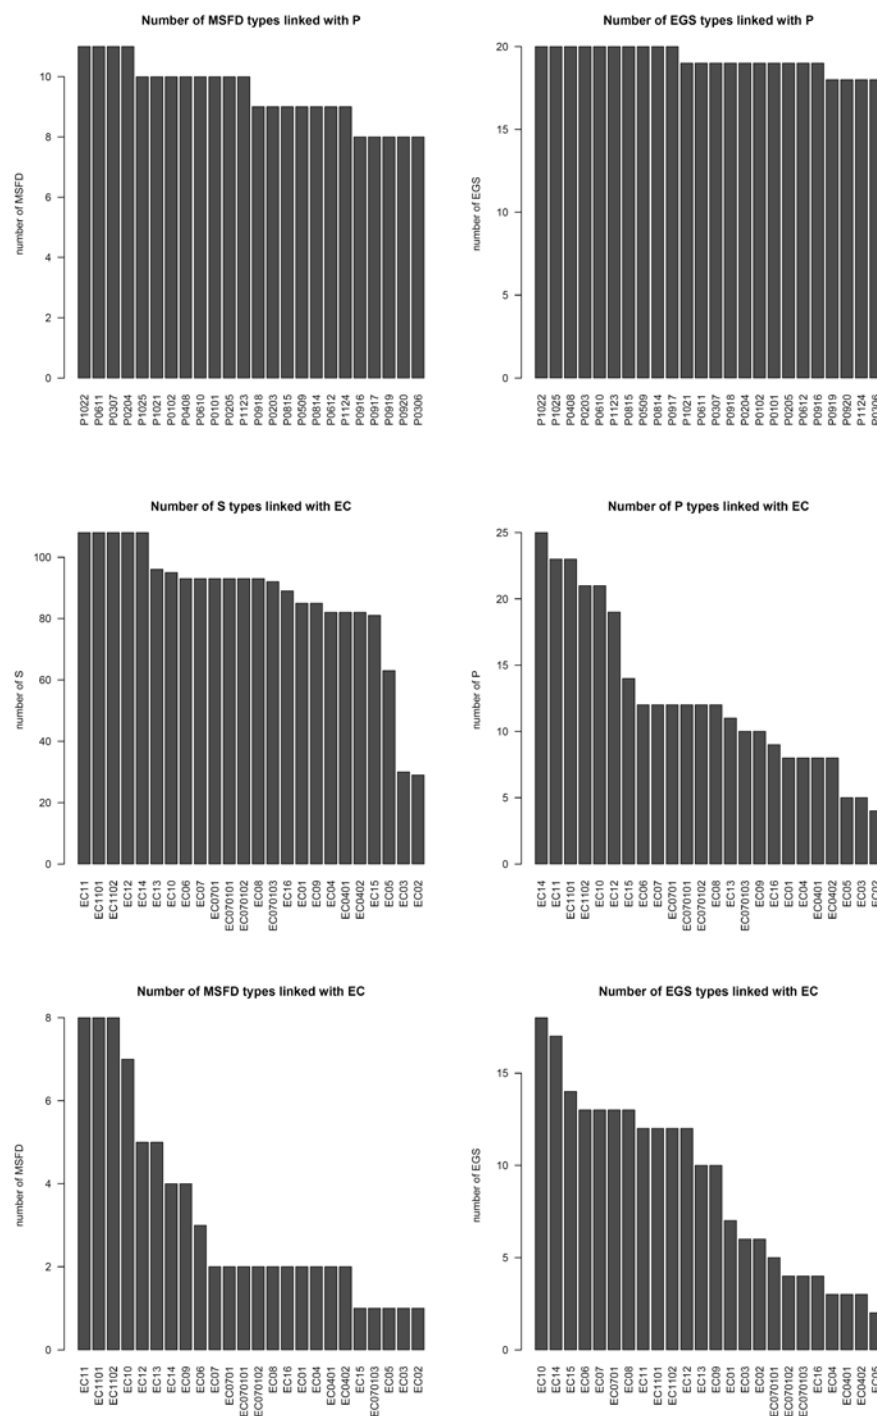 Number of MSFD types linked with P
number of MSFD
10
8
6
4
2
0
P1022
P0611
P0307
P0204
P1025
P1021
P0102
P0408
P0610
P0101
P0205
P1123
P0918
P0203
P0815
P0509
P0814
P0612
P1124
P0916
P0917
P0919
P0920
P0306
Number of EGS types linked with P
number of EGS
20
15
10
5
0
P1022
P1025
P0408
P0203
P0610
P1123
P0815
P0509
P0814
P0917
P1021
P0611
P0307
P0918
P0204
P0102
P0101
P0205
P0612
P0916
P0919
P0920
P1124
P0306
Number of S types linked with EC
number of S
100
80
60
40
20
0
EC11
EC1101
EC1102
EC12
EC14
EC13
EC10
EC06
EC07
EC0701
EC070101
EC070102
EC08
EC070103
EC16
EC01
EC09
EC04
EC0401
EC0402
EC15
EC05
EC03
EC02
Number of P types linked with EC
number of P
25
20
15
10
5
0
EC14
EC11
EC1101
EC1102
EC10
EC12
EC15
EC06
EC07
EC0701
EC070101
EC070102
EC08
EC13
EC070103
EC09
EC16
EC01
EC04
EC0401
EC0402
EC05
EC03
EC02
Number of MSFD types linked with EC
number of MSFD
8
6
4
2
0
EC11
EC1101
EC1102
EC10
EC12
EC13
EC14
EC09
EC06
EC07
EC0701
EC070101
EC070102
EC08
EC16
EC01
EC04
EC0401
EC0402
EC15
EC070103
EC05
EC03
EC02
Number of EGS types linked with EC
number of EGS
15
10
5
0
EC10
EC14
EC15
EC06
EC07
EC0701
EC08
EC11
EC1101
EC1102
EC12
EC13
EC09
EC01
EC03
EC02
EC070101
EC070102
EC070103
EC16
EC04
EC0401
EC0402
EC05